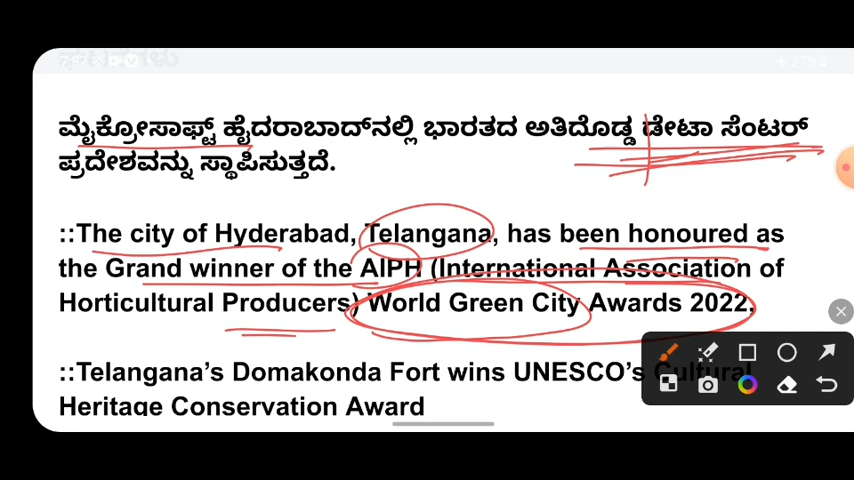 ಮೈಕ್ರೋಸಾಫ್ಟ್ ಹೈದರಾಬಾದ್‌ನಲ್ಲಿ ಭಾರತದ ಅತಿದೊಡ್ಡ ಡೇಟಾ ಸೆಂಟರ್
ಪ್ರದೇಶವನ್ನು ಸ್ಥಾಪಿಸುತ್ತದೆ.
::The city of Hyderabad, Telangana, has been honoured as
the Grand winner of the AIPH (International Association of
Horticultural Producers) World Green City Awards 2022.
::Telangana’s Domakonda Fort wins UNESCO’s Cultural
Heritage Conservation Award